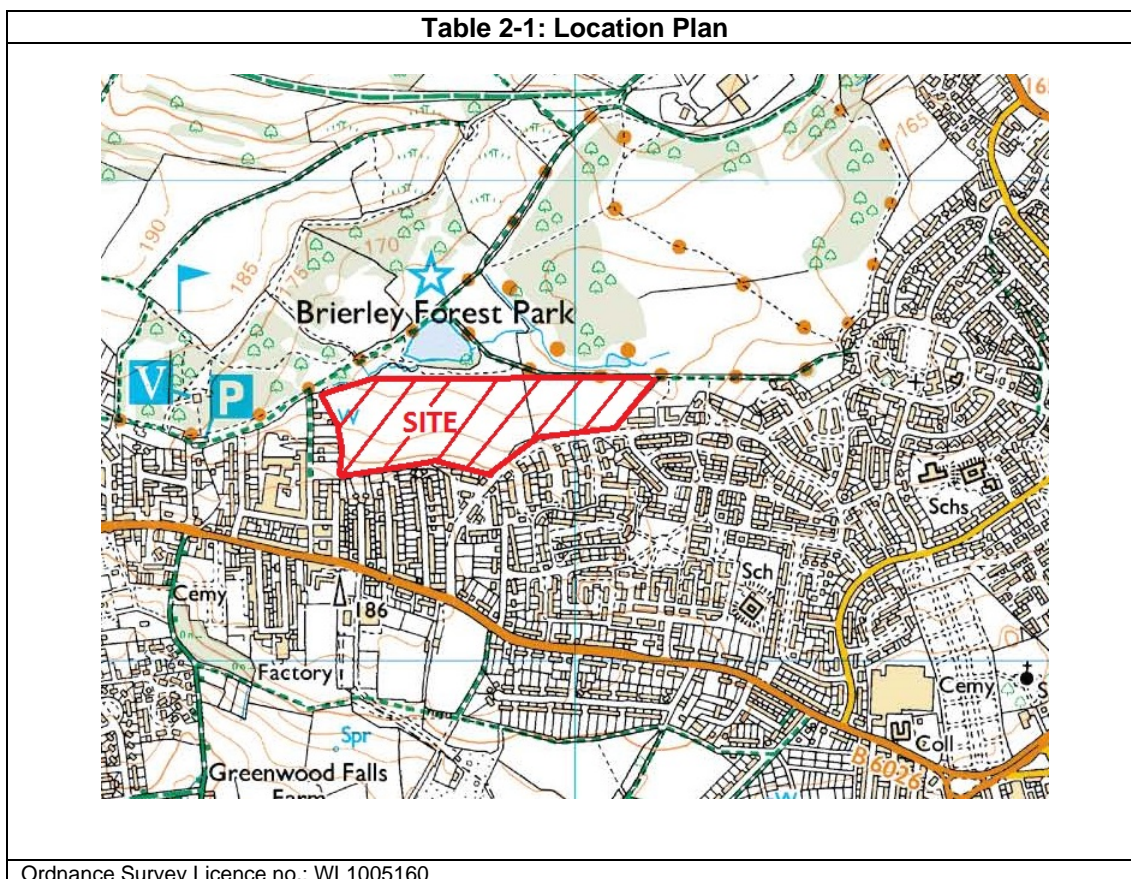 Table 2-1: Location Plan
165
190
170
185
175
Brierley Forest Park
V
P
W
SITE
Schs
Sch
Cemy
186
Factory
Cemy
Spr
Coll
Greenwood Falls
Farm
B 6026
W
Ordnance Survey Licence no.: WL1005160